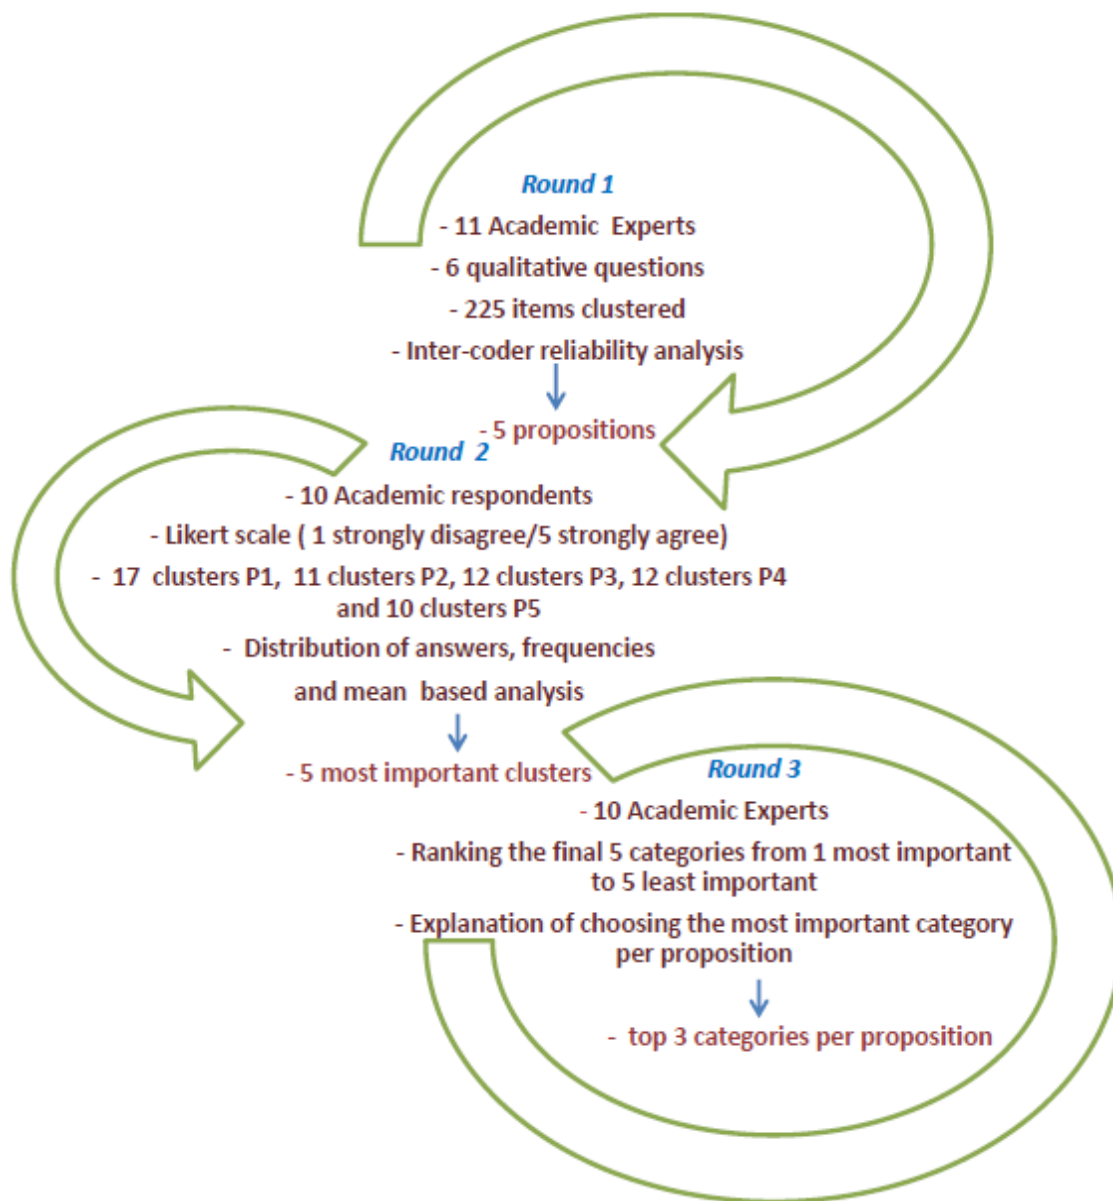 Round 1
- 11 Academic Experts
- 6 qualitative questions
- 225 items clustered
- Inter-coder reliability analysis
- 5 propositions
Round 2
- 10 Academic respondents
- Likert scale ( 1 strongly disagree/5 strongly agree)
- 17 clusters P1, 11 clusters P2, 12 clusters P3, 12 clusters P4
and 10 clusters P5
- Distribution of answers, frequencies
and mean based analysis
- 5 most important clusters
Round 3
- 10 Academic Experts
- Ranking the final 5 categories from 1 most important
to 5 least important
- Explanation of choosing the most important category
per proposition
- top 3 categories per proposition